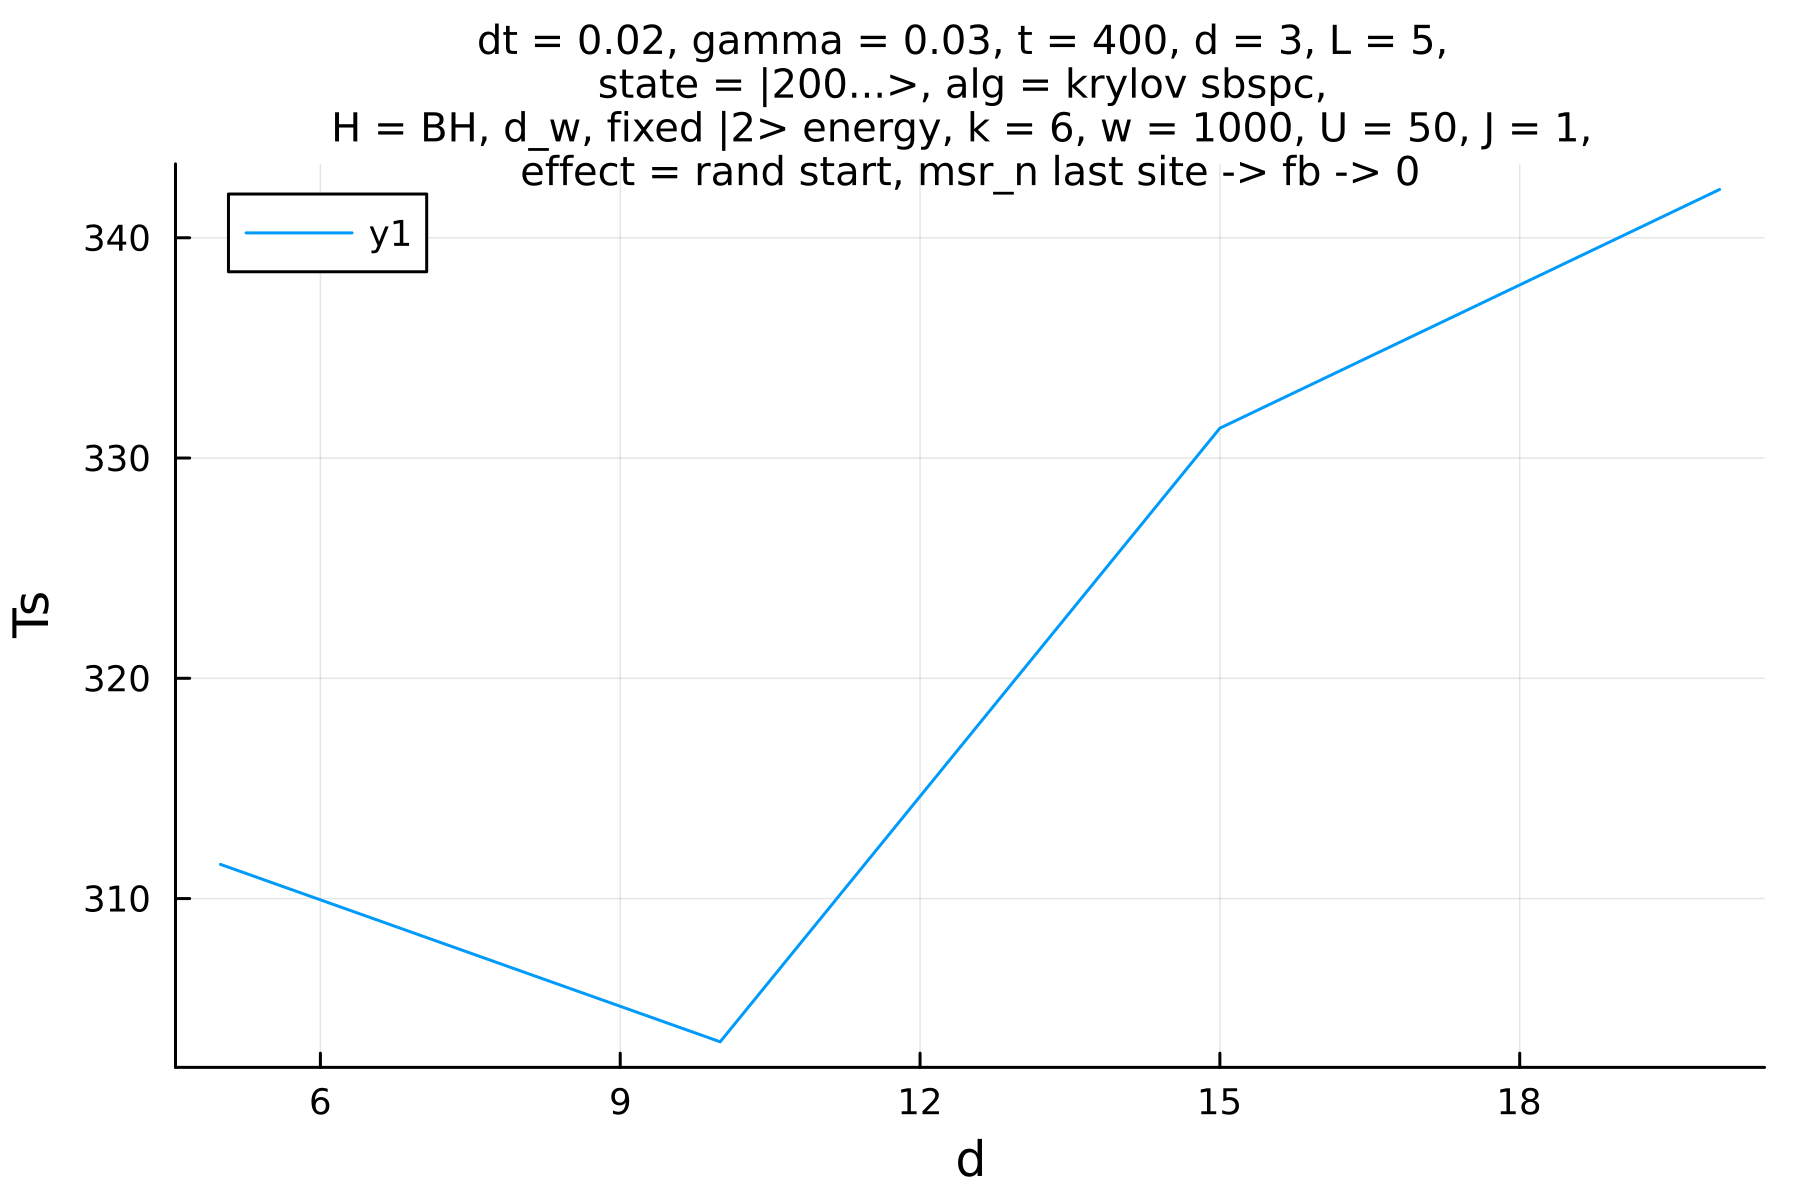 dt = 0.02, gamma = 0.03, t = 400, d = 3, L = 5,
state = |200...>, alg = krylov sbspc,
H = BH, d_w, fixed |2> energy, k = 6, w = 1000, U = 50, J = 1,
effect = rand start, msr_n last site -> fb -> 0
y1
340
330
320
310
Ts
6 9 12 15 18
d